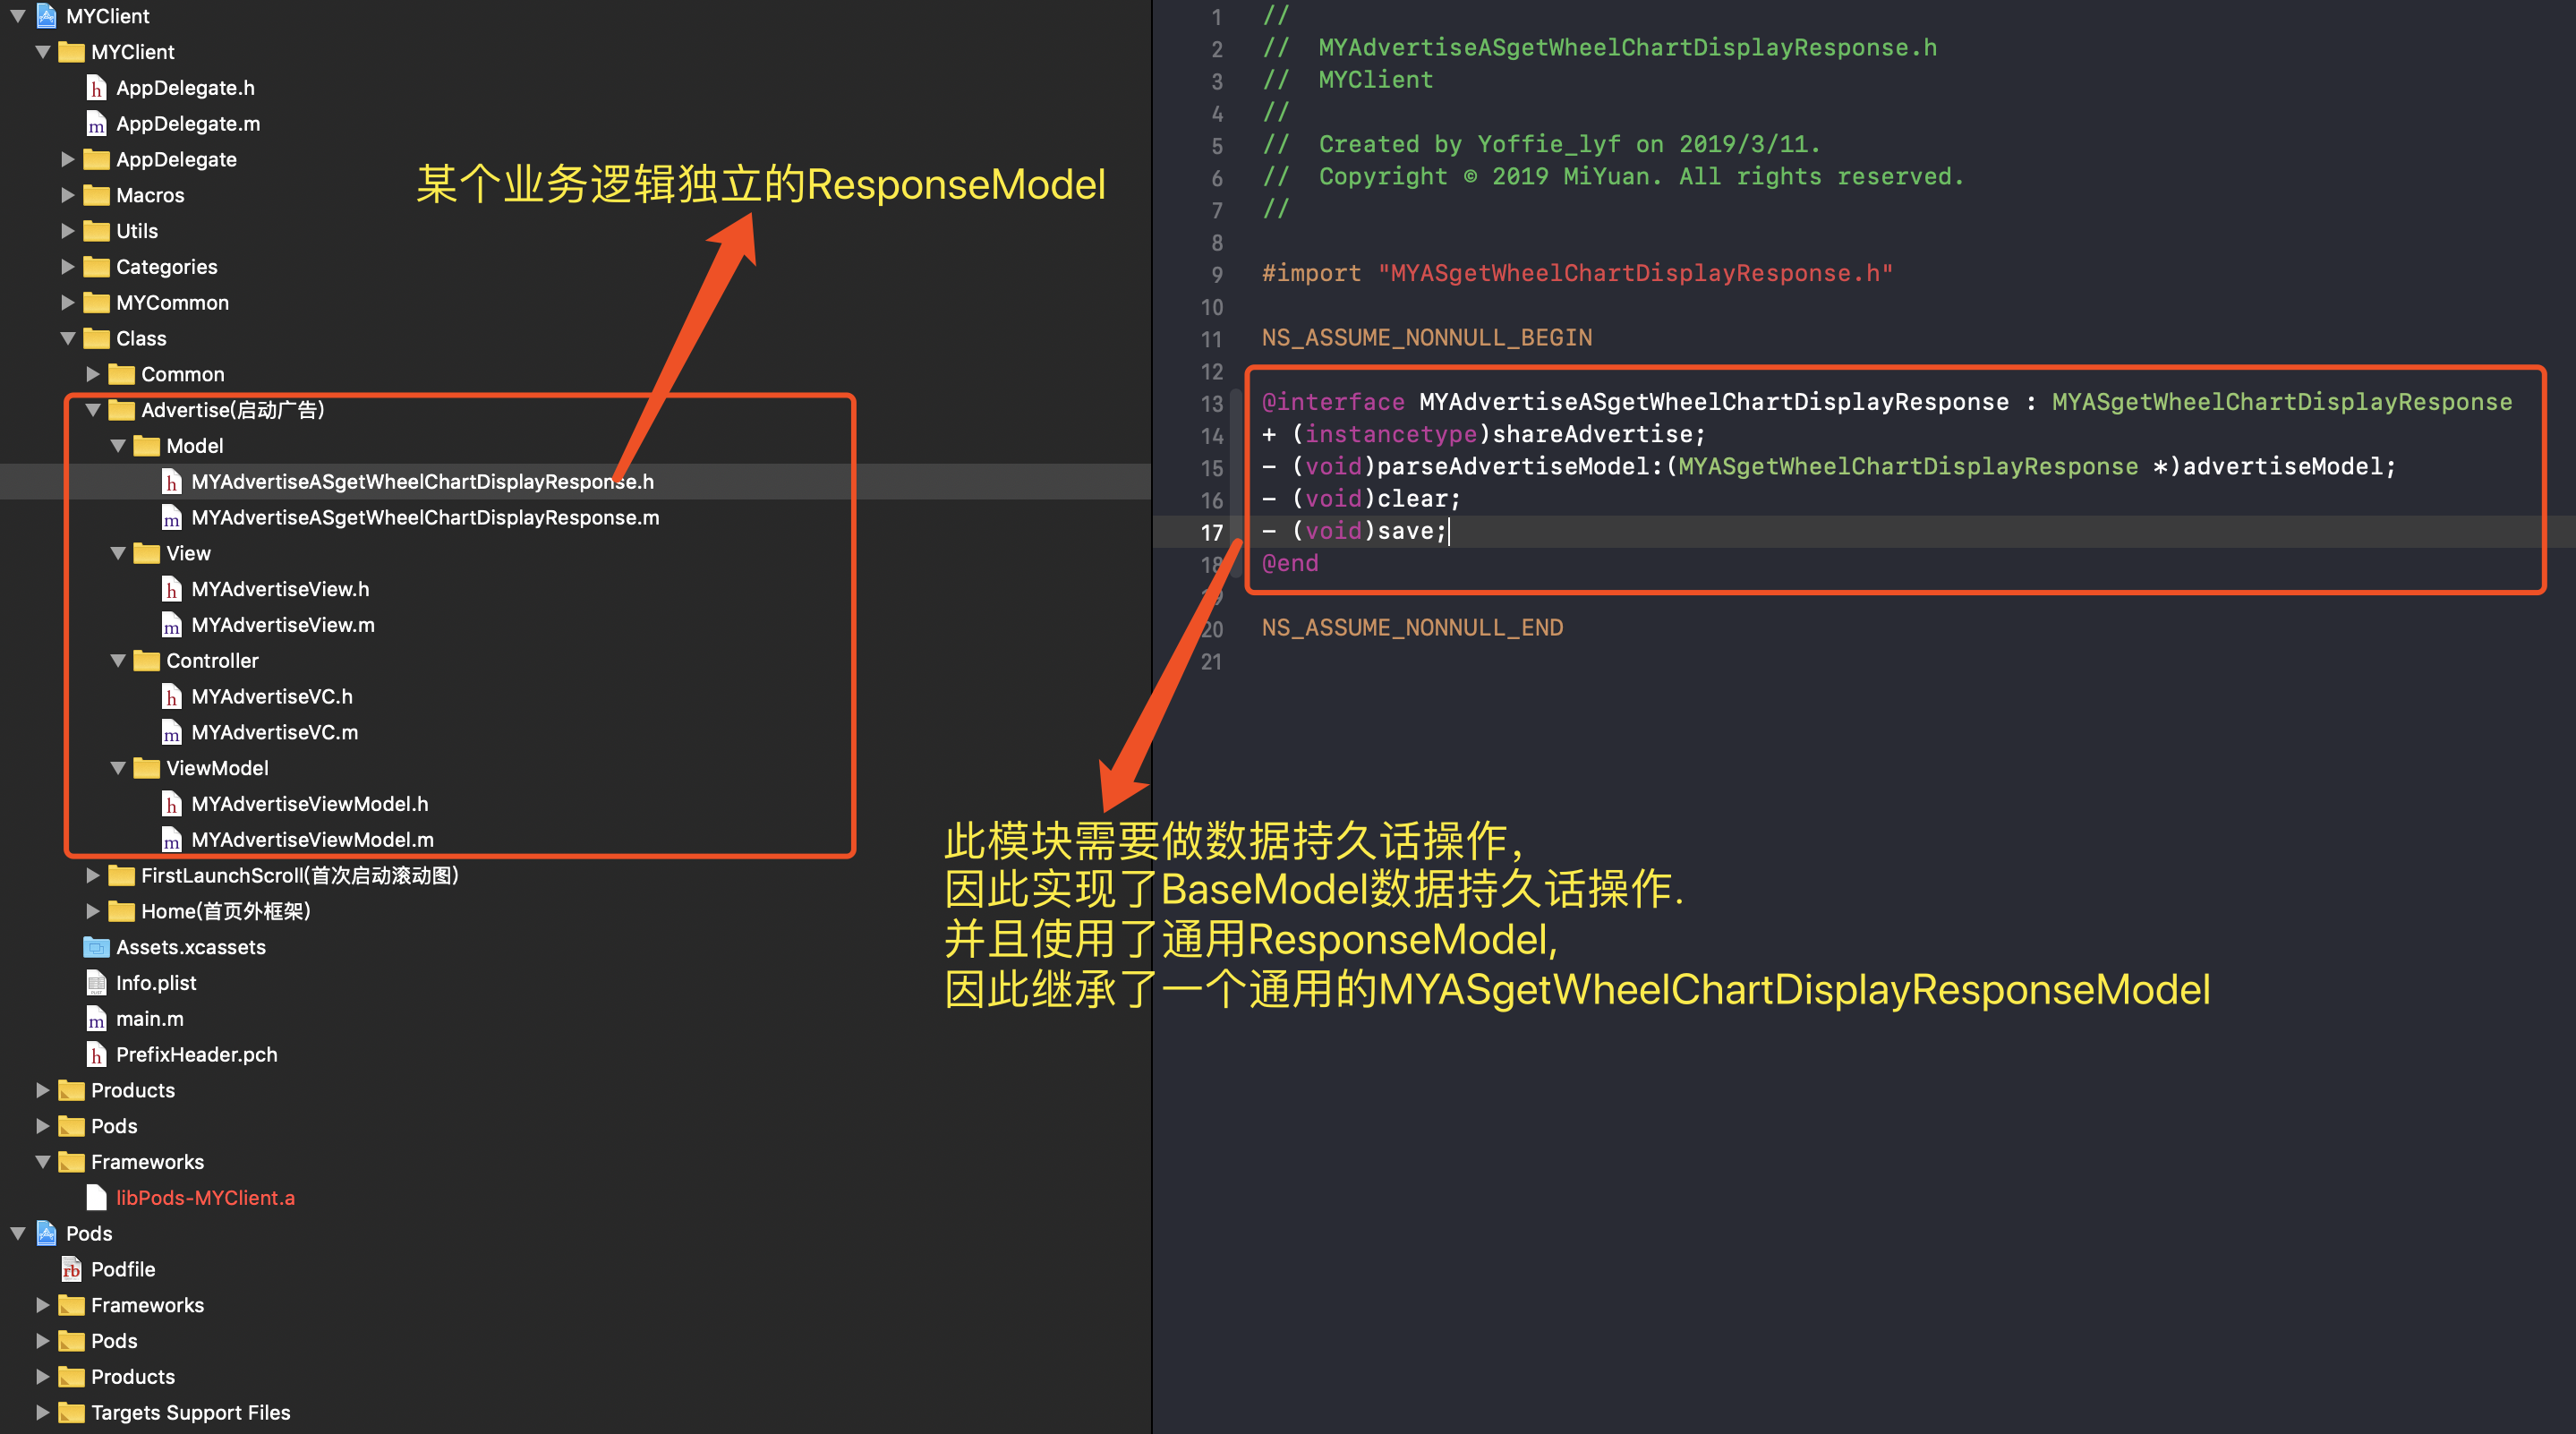 MYClient
MYClient
AppDelegate.h
AppDelegate.m
AppDelegate
Macros
Utils
Categories
MYCommon
Class
Common
Advertise(启动广告)
Model
MYAdvertiseASgetWheelChartDisplayResponse.h
MYAdvertiseASgetWheelChartDisplayResponse.m
View
MYAdvertiseView.h
MYAdvertiseView.m
Controller
MYAdvertiseVC.h
MYAdvertiseVC.m
ViewModel
MYAdvertiseViewModel.h
MYAdvertiseViewModel.m
FirstLaunchScroll(首次启动滚动图)
Home(首页外框架)
Assets.xcassets
Info.plist
main.m
PrefixHeader.pch
Products
Pods
Frameworks
libPods-MYClient.a
Pods
Podfile
Frameworks
Pods
Products
Targets Support Files
某个业务逻辑独立的ResponseModel
1 //
2 //  MYAdvertiseASgetWheelChartDisplayResponse.h
3 //  MYClient
4 //
5 //  Created by Yoffie_lyf on 2019/3/11.
6 //  Copyright © 2019 MiYuan. All rights reserved.
7 //
8
9 #import "MYASgetWheelChartDisplayResponse.h"
10
11 NS_ASSUME_NONNULL_BEGIN
12
13 @interface MYAdvertiseASgetWheelChartDisplayResponse : MYASgetWheelChartDisplayResponse
14 + (instancetype)shareAdvertise;
15 - (void)parseAdvertiseModel:(MYASgetWheelChartDisplayResponse *)advertiseModel;
16 - (void)clear;
17 - (void)save;
18 @end
19
20 NS_ASSUME_NONNULL_END
21
此模块需要做数据持久话操作，
因此实现了BaseModel数据持久话操作.
并且使用了通用ResponseModel,
因此继承了一个通用的MYASgetWheelChartDisplayResponseModel